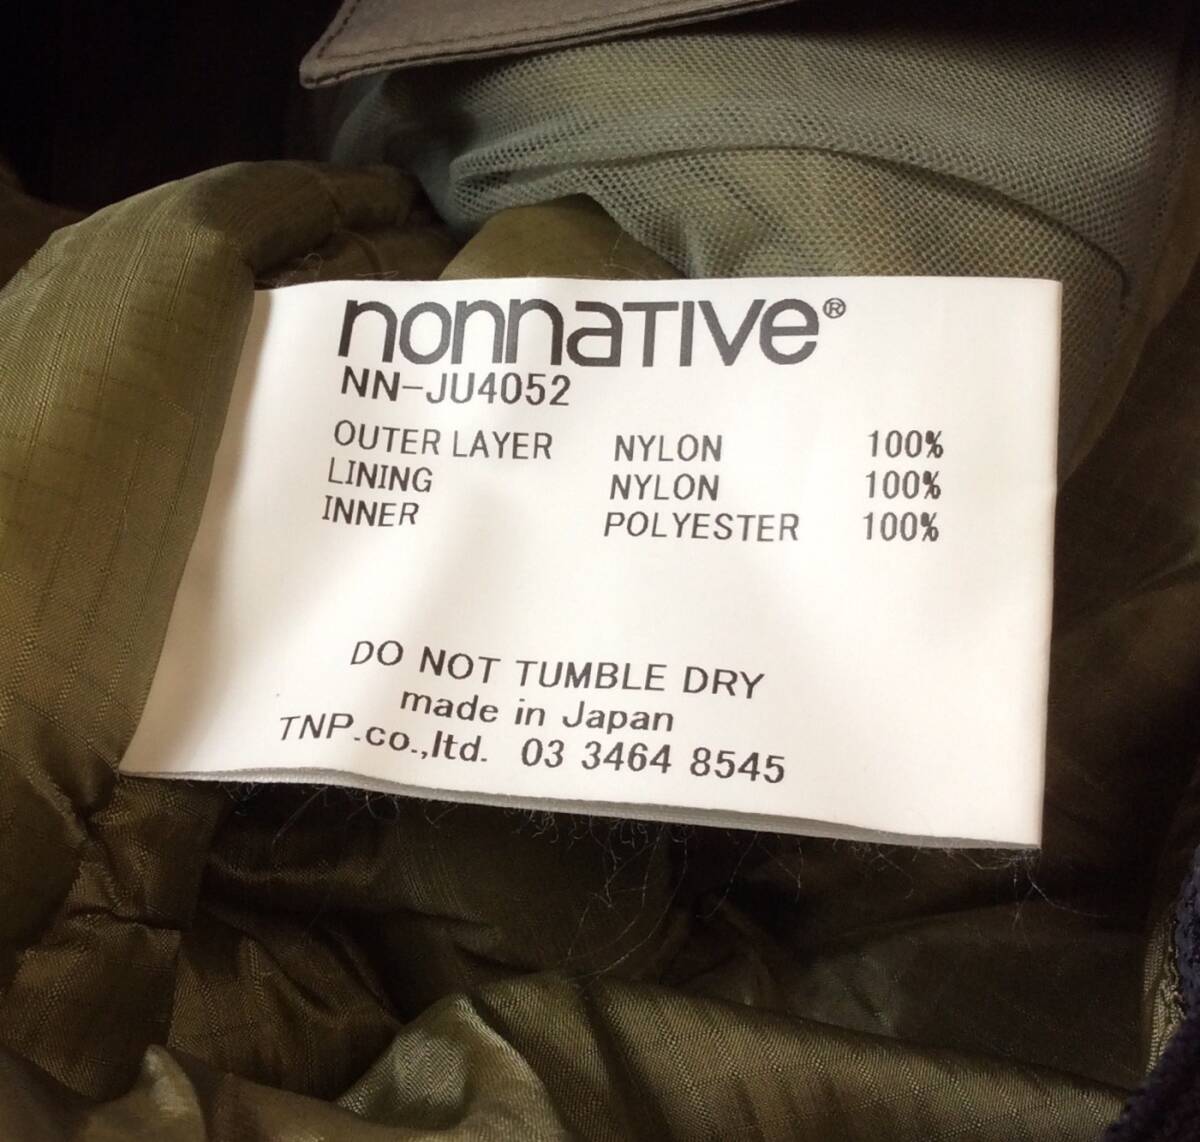 nonnative®
NN-JU4052
OUTER LAYER NYLON 100%
LINING NYLON 100%
INNER POLYESTER 100%
DO NOT TUMBLE DRY
made in Japan
TNP.co.,ltd. 03 3464 8545